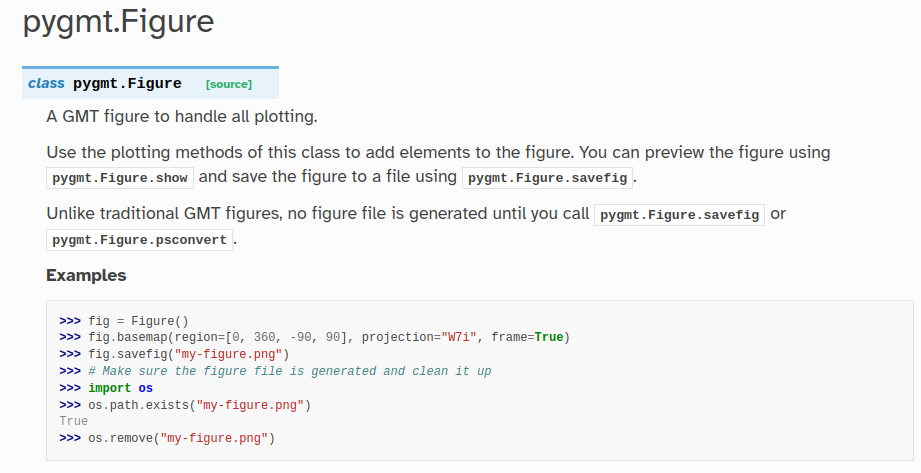 pygmt.Figure
class pygmt.Figure [source]
A GMT figure to handle all plotting.
Use the plotting methods of this class to add elements to the figure. You can preview the figure using
pygmt.Figure.show and save the figure to a file using pygmt.Figure.savefig.
Unlike traditional GMT figures, no figure file is generated until you call pygmt.Figure.savefig or
pygmt.Figure.psconvert.
Examples
>>> fig = Figure()
>>> fig.basemap(region=[0, 360, -90, 90], projection="W7i", frame=True)
>>> fig.savefig("my-figure.png")
>>> # Make sure the figure file is generated and clean it up
>>> import os
>>> os.path.exists("my-figure.png")
True
>>> os.remove("my-figure.png")